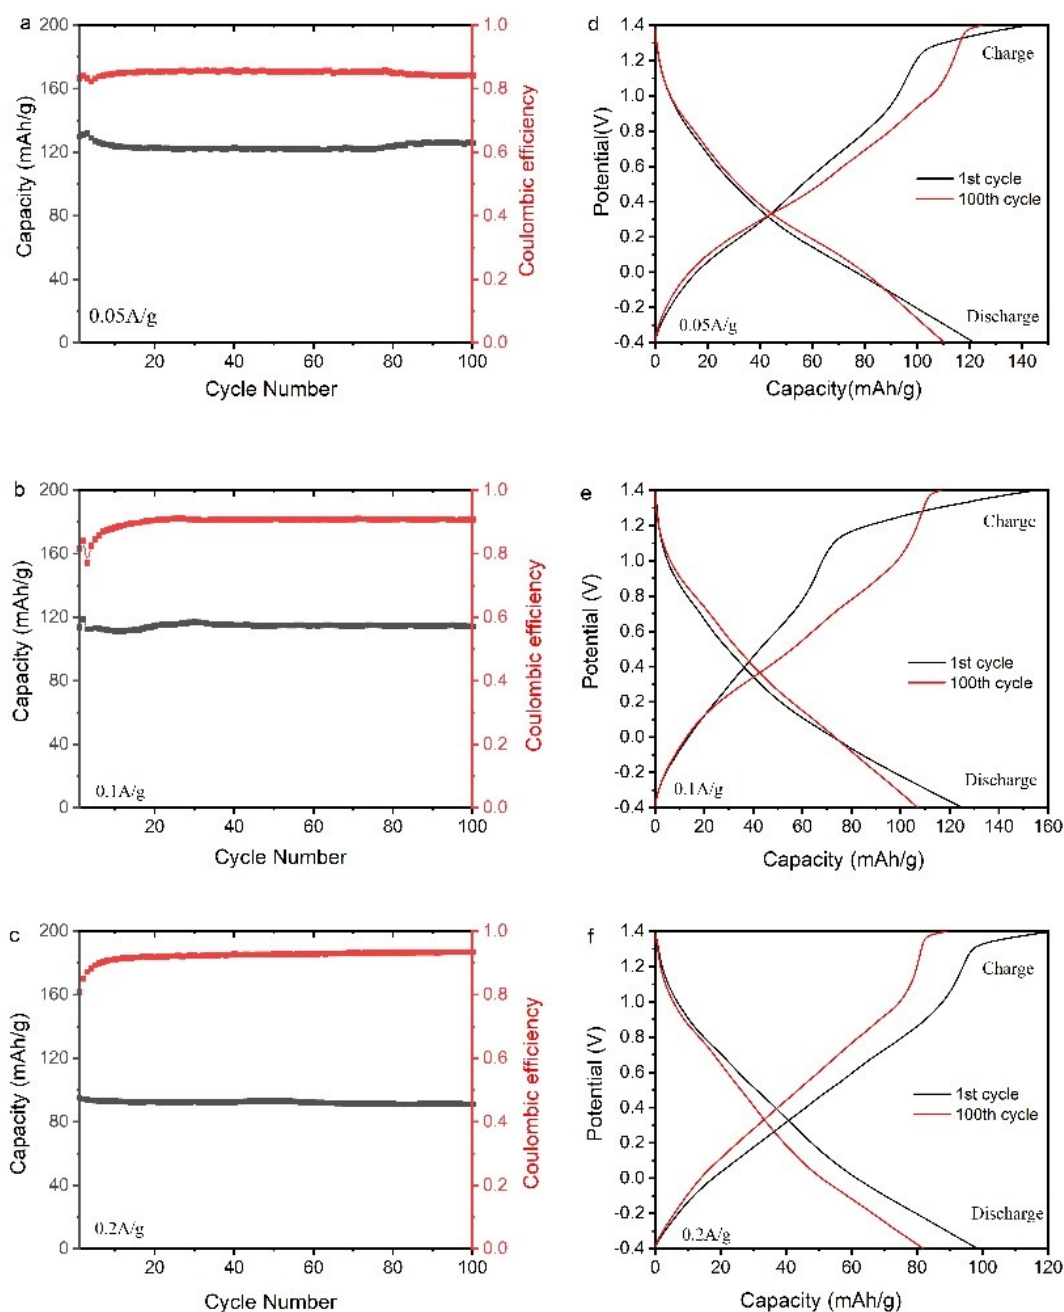 a
200
160
120
80
40
0
Capacity (mAh/g)
0.05A/g
20 40 60 80 100
Cycle Number
1.0
0.8
0.6
0.4
0.2
0.0
Coulombic efficiency
d
1.4
1.2
1.0
0.8
0.6
0.4
0.2
0.0
-0.2
-0.4
Potential(V)
Charge
1st cycle
100th cycle
Discharge
0.05A/g
0 20 40 60 80 100 120 140
Capacity(mAh/g)
b
200
160
120
80
40
0
Capacity (mAh/g)
0.1A/g
20 40 60 80 100
Cycle Number
1.0
0.8
0.6
0.4
0.2
0.0
Coulombic efficiency
e
1.4
1.2
1.0
0.8
0.6
0.4
0.2
0.0
-0.2
-0.4
Potential (V)
Charge
1st cycle
100th cycle
Discharge
0.1A/g
0 20 40 60 80 100 120 140 160
Capacity (mAh/g)
c
200
160
120
80
40
0
Capacity (mAh/g)
0.2A/g
20 40 60 80 100
Cycle Number
1.0
0.8
0.6
0.4
0.2
0.0
Coulombic efficiency
f
1.4
1.2
1.0
0.8
0.6
0.4
0.2
0.0
-0.2
-0.4
Potential (V)
Charge
1st cycle
100th cycle
Discharge
0.2A/g
0 20 40 60 80 100 120
Capacity (mAh/g)